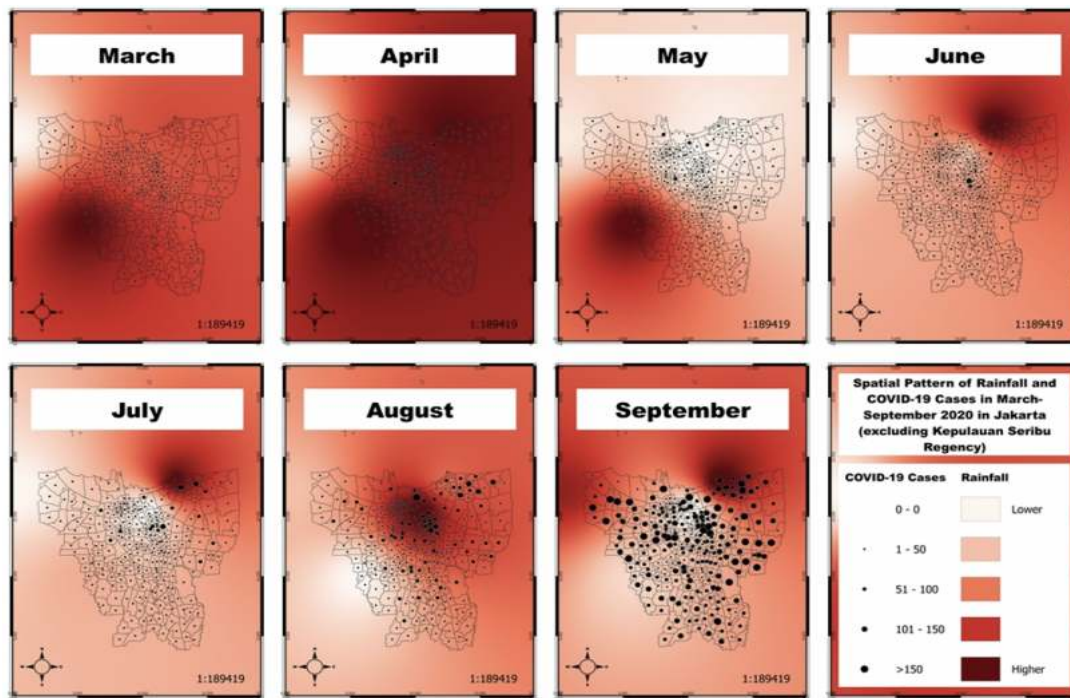 March
April
May
June
1:189419
1:189419
1:189419
1:189419
July
August
September
Spatial Pattern of Rainfall and
COVID-19 Cases in March-
September 2020 in Jakarta
(excluding Kepulauan Seribu
Regency)
COVID-19 Cases Rainfall
0 - 0 Lower
1 - 50
51 - 100
101 - 150
>150 Higher
1:189419
1:189419
1:189419